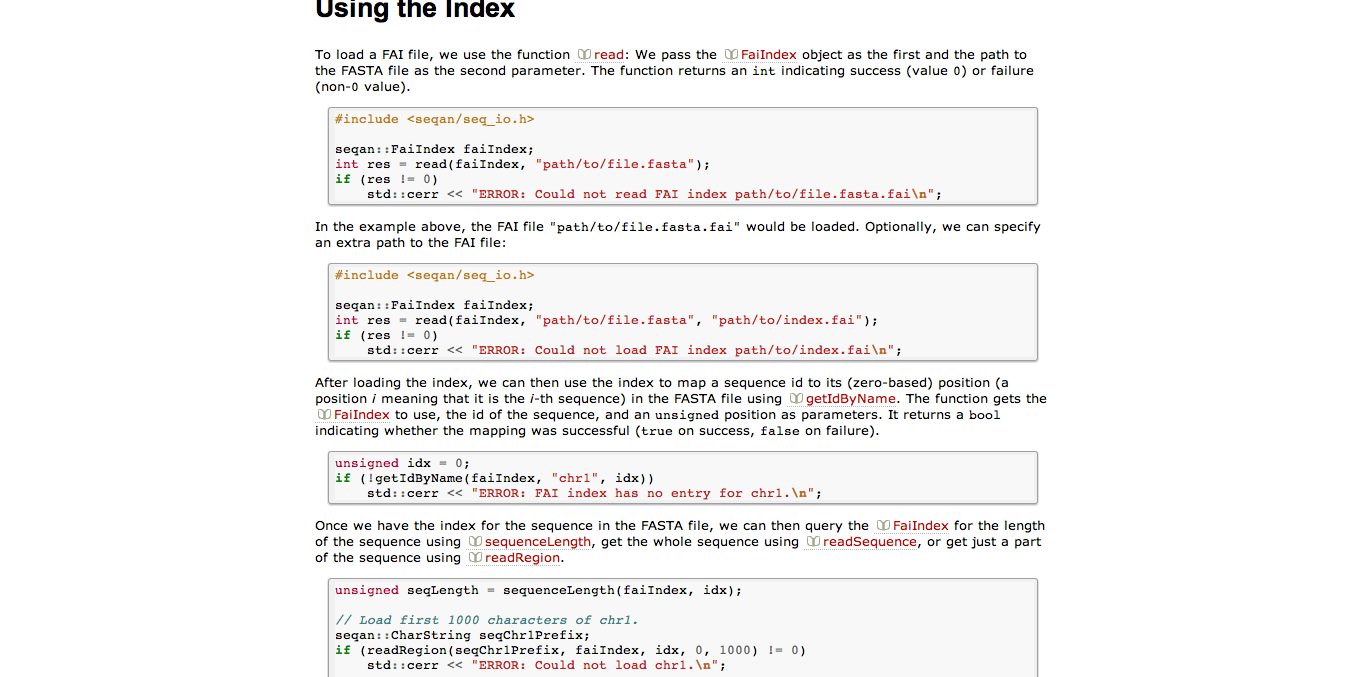 Using the Index
To load a FAI file, we use the function read: We pass the FaiIndex object as the first and the path to
the FASTA file as the second parameter. The function returns an int indicating success (value 0) or failure
(non-0 value).
#include <seqan/seq_io.h>
seqan::FaiIndex faiIndex;
int res = read(faiIndex, "path/to/file.fasta");
if (res != 0)
    std::cerr << "ERROR: Could not read FAI index path/to/file.fasta.fai\n";
In the example above, the FAI file "path/to/file.fasta.fai" would be loaded. Optionally, we can specify
an extra path to the FAI file:
#include <seqan/seq_io.h>
seqan::FaiIndex faiIndex;
int res = read(faiIndex, "path/to/file.fasta", "path/to/index.fai");
if (res != 0)
    std::cerr << "ERROR: Could not load FAI index path/to/index.fai\n";
After loading the index, we can then use the index to map a sequence id to its (zero-based) position (a
position i meaning that it is the i-th sequence) in the FASTA file using getIdByName. The function gets the
FaiIndex to use, the id of the sequence, and an unsigned position as parameters. It returns a bool
indicating whether the mapping was successful (true on success, false on failure).
unsigned idx = 0;
if (!getIdByName(faiIndex, "chr1", idx))
    std::cerr << "ERROR: FAI index has no entry for chr1.\n";
Once we have the index for the sequence in the FASTA file, we can then query the FaiIndex for the length
of the sequence using sequenceLength, get the whole sequence using readSequence, or get just a part
of the sequence using readRegion.
unsigned seqLength = sequenceLength(faiIndex, idx);
// Load first 1000 characters of chr1.
seqan::CharString seqChr1Prefix;
if (readRegion(seqChr1Prefix, faiIndex, idx, 0, 1000) != 0)
    std::cerr << "ERROR: Could not load chr1.\n";